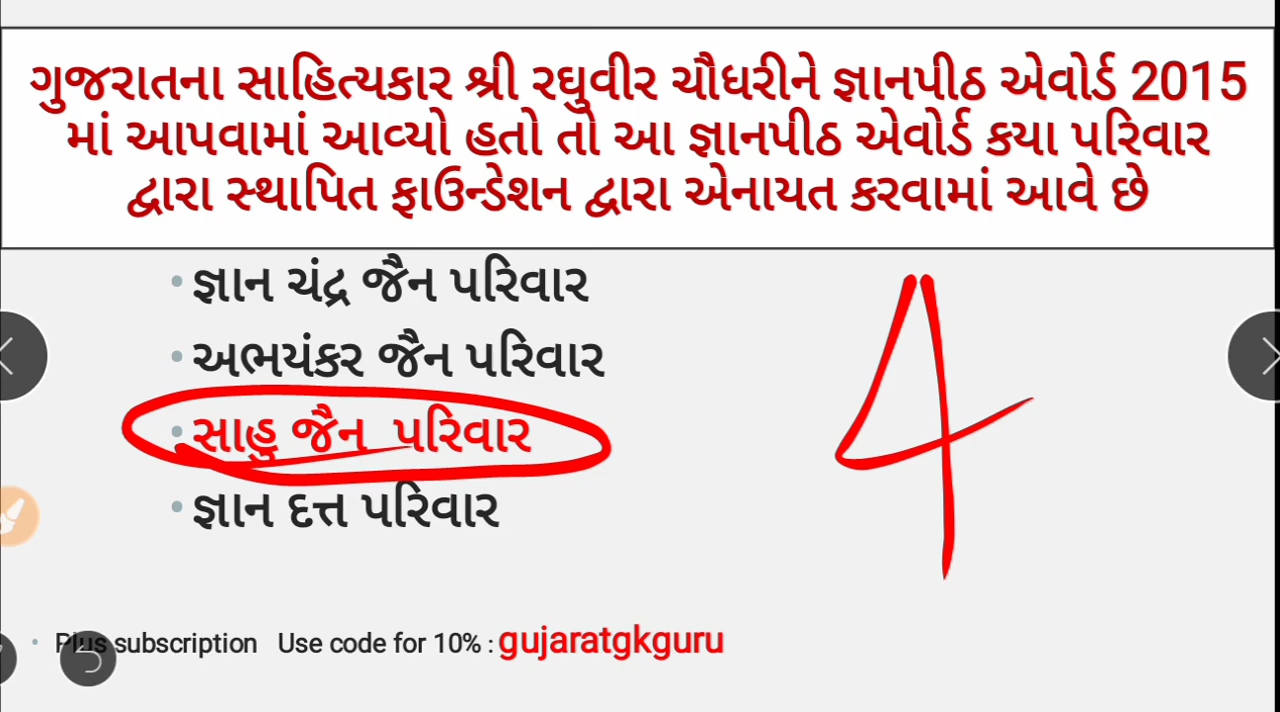 ગુજરાતના સાહિત્યકાર શ્રી રઘુવીર ચૌધરીને જ્ઞાનપીઠ એવોર્ડ 2015
માં આપવામાં આવ્યો હતો તો આ જ્ઞાનપીઠ એવોર્ડ કયા પરિવાર
દ્વારા સ્થાપિત ફાઉન્ડેશન દ્વારા એનાયત કરવામાં આવે છે
• જ્ઞાન ચંદ્ર જૈન પરિવાર
• અભયંકર જૈન પરિવાર
• સાહુ જૈન પરિવાર
• જ્ઞાન દત્ત પરિવાર
4
• Plus subscription Use code for 10% : gujaratgkguru